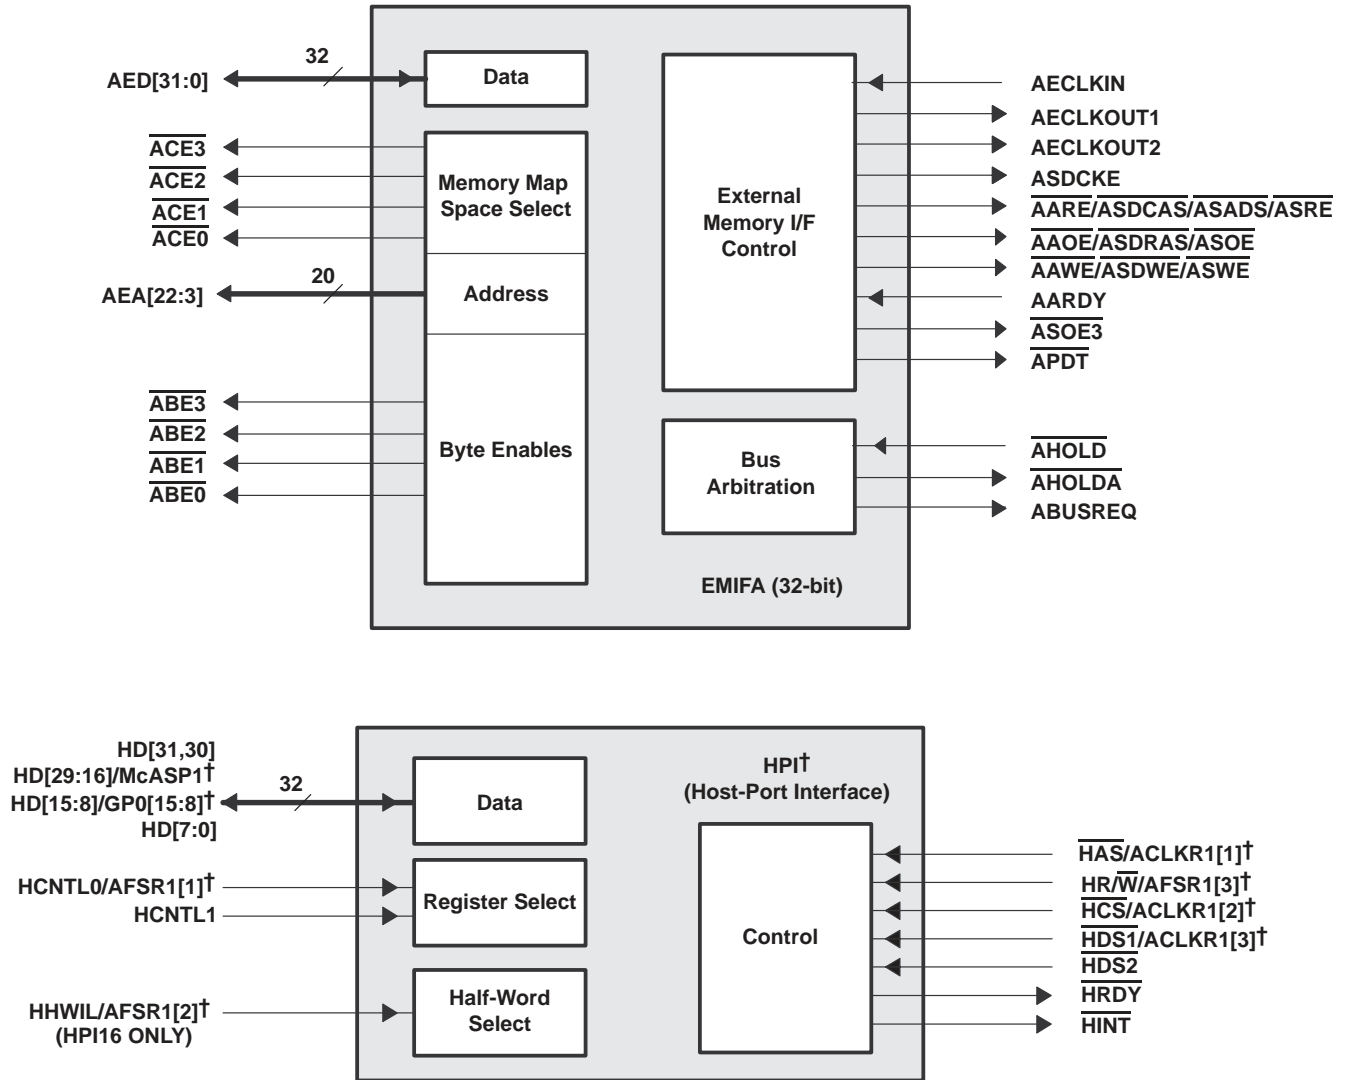 32
AED[31:0]
Data
ACE3
ACE2
ACE1
ACE0
Memory Map
Space Select
20
AEA[22:3]
Address
ABE3
ABE2
ABE1
ABE0
Byte Enables
External
Memory I/F
Control
AECLKIN
AECLKOUT1
AECLKOUT2
ASDCKE
AARE/ASDCAS/ASADS/ASRE
AAOE/ASDRAS/ASOE
AAWE/ASDWE/ASWE
AARDY
ASOE3
APDT
Bus
Arbitration
AHOLD
AHOLDA
ABUSREQ
EMIFA (32-bit)
HD[31,30]
HD[29:16]/McASP1†
HD[15:8]/GP0[15:8]†
HD[7:0]
32
Data
HCNTL0/AFSR1[1]†
HCNTL1
Register Select
HHWIL/AFSR1[2]†
(HPI16 ONLY)
Half-Word
Select
HPI†
(Host-Port Interface)
Control
HAS/ACLKR1[1]†
HR/W/AFSR1[3]†
HCS/ACLKR1[2]†
HDS1/ACLKR1[3]†
HDS2
HRDY
HINT